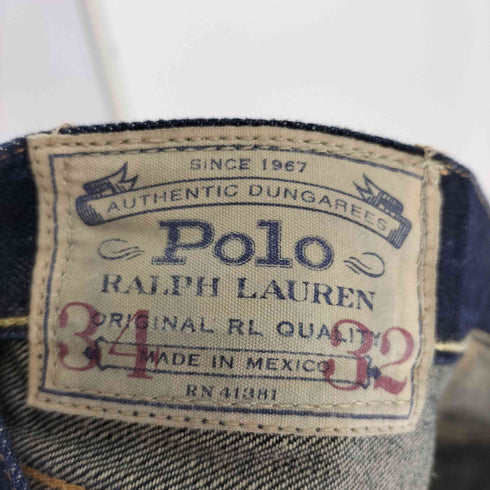 SINCE 1967
AUTHENTIC DUNGAREES
Polo
RALPH LAUREN
ORIGINAL RL QUALITY
34 32
MADE IN MEXICO
RN 41381